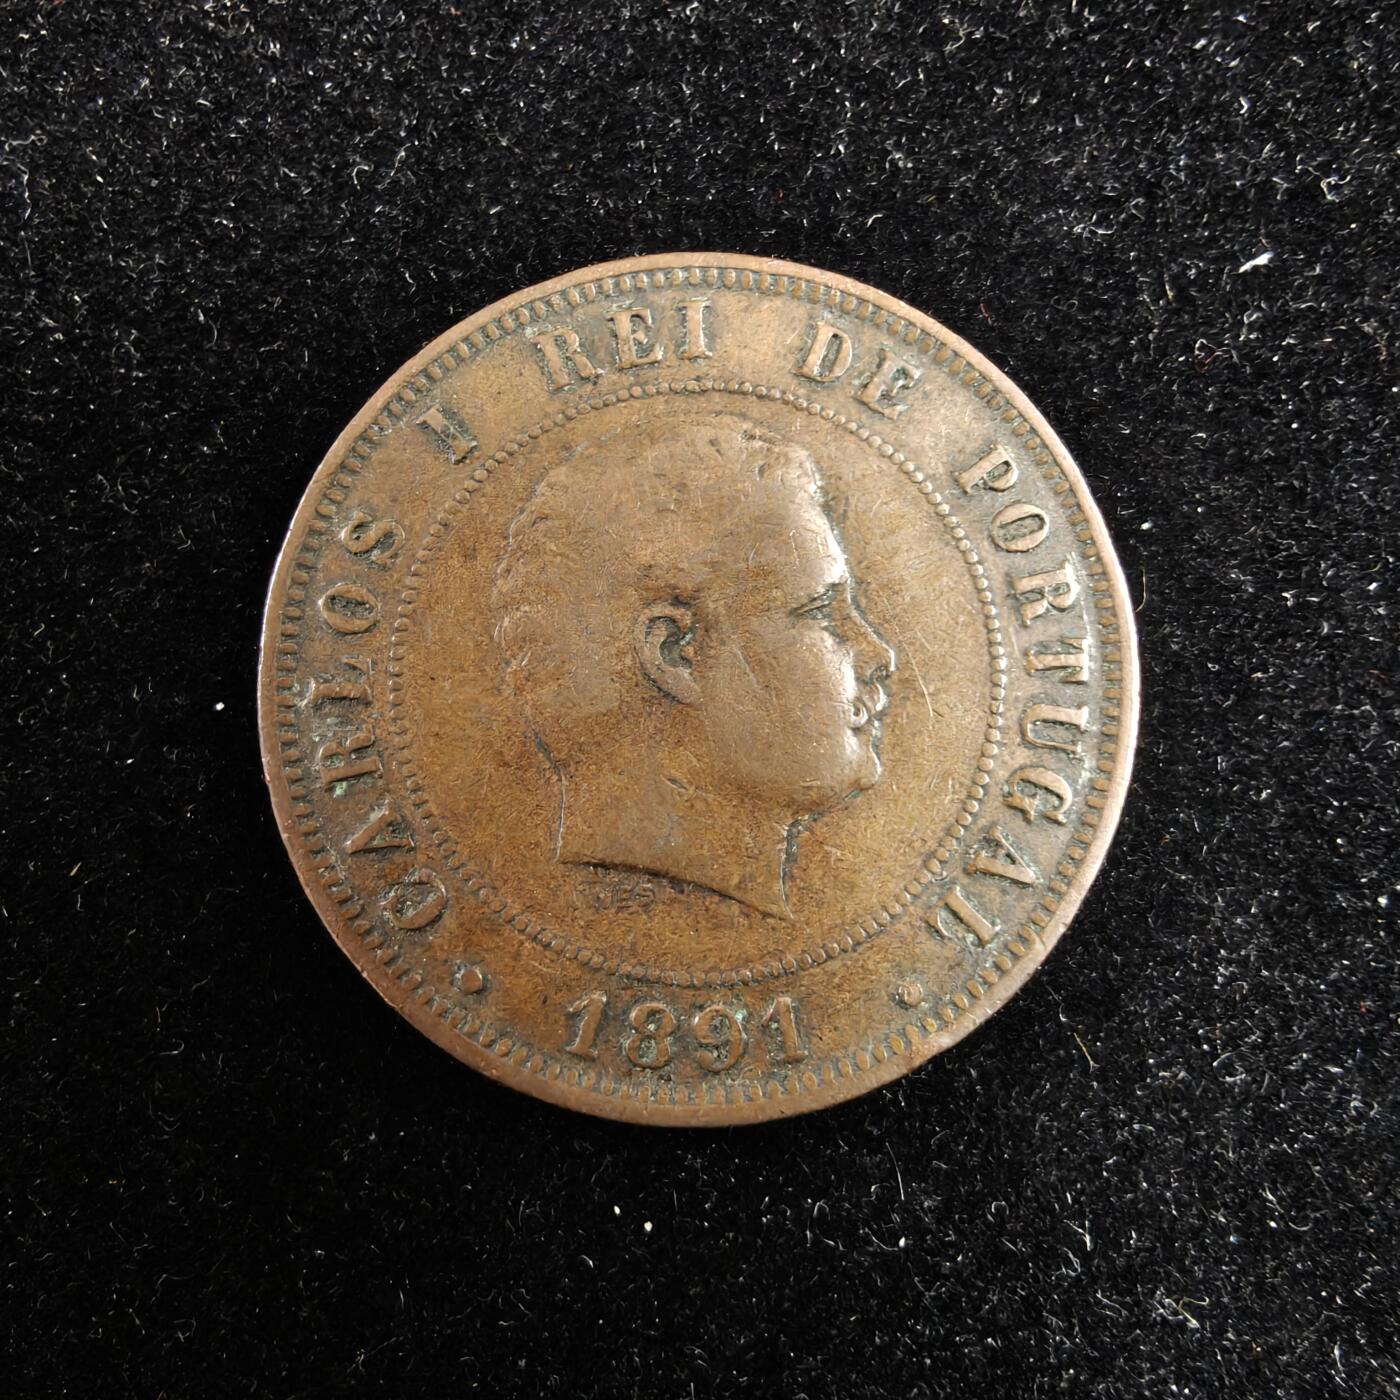 CARLOS I REI DE PORTUGAL
1891